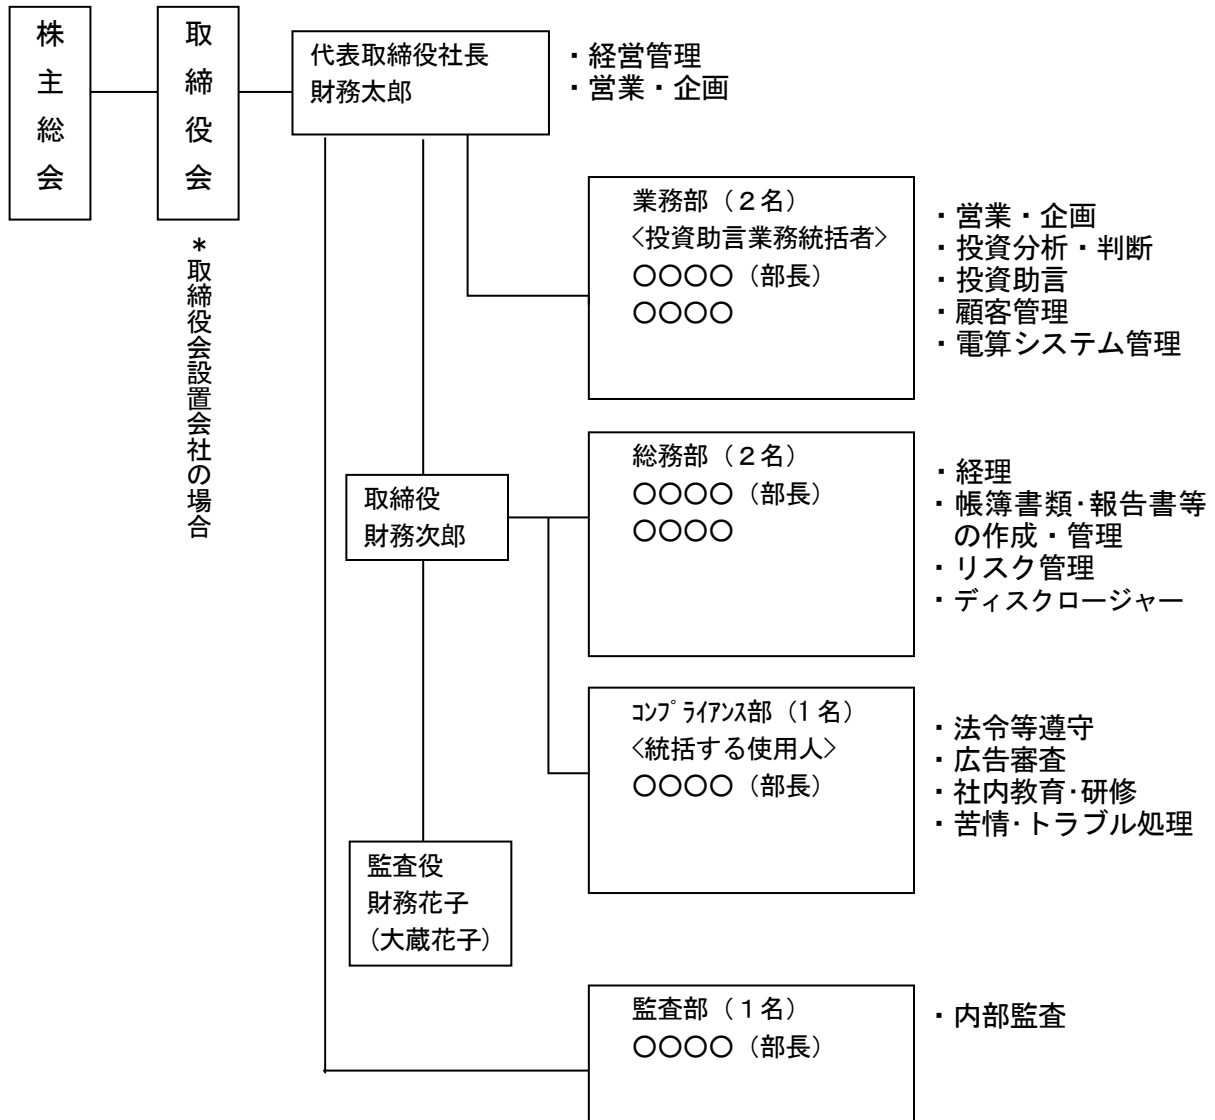 株主総会
取締役会
*取締役会設置会社の場合
代表取締役社長
財務太郎
・経営管理
・営業・企画
業務部（２名）
<投資助言業務統括者>
○○○○（部長）
○○○○
・営業・企画
・投資分析・判断
・投資助言
・顧客管理
・電算システム管理
取締役
財務次郎
総務部（２名）
○○○○（部長）
○○○○
・経理
・帳簿書類･報告書等
の作成・管理
・リスク管理
・ディスクロージャー
ｺﾝﾌﾟﾗｲｱﾝｽ部（1名）
<統括する使用人>
○○○○（部長）
・法令等遵守
・広告審査
・社内教育･研修
・苦情･トラブル処理
監査役
財務花子
（大蔵花子）
監査部（１名）
○○○○（部長）
・内部監査